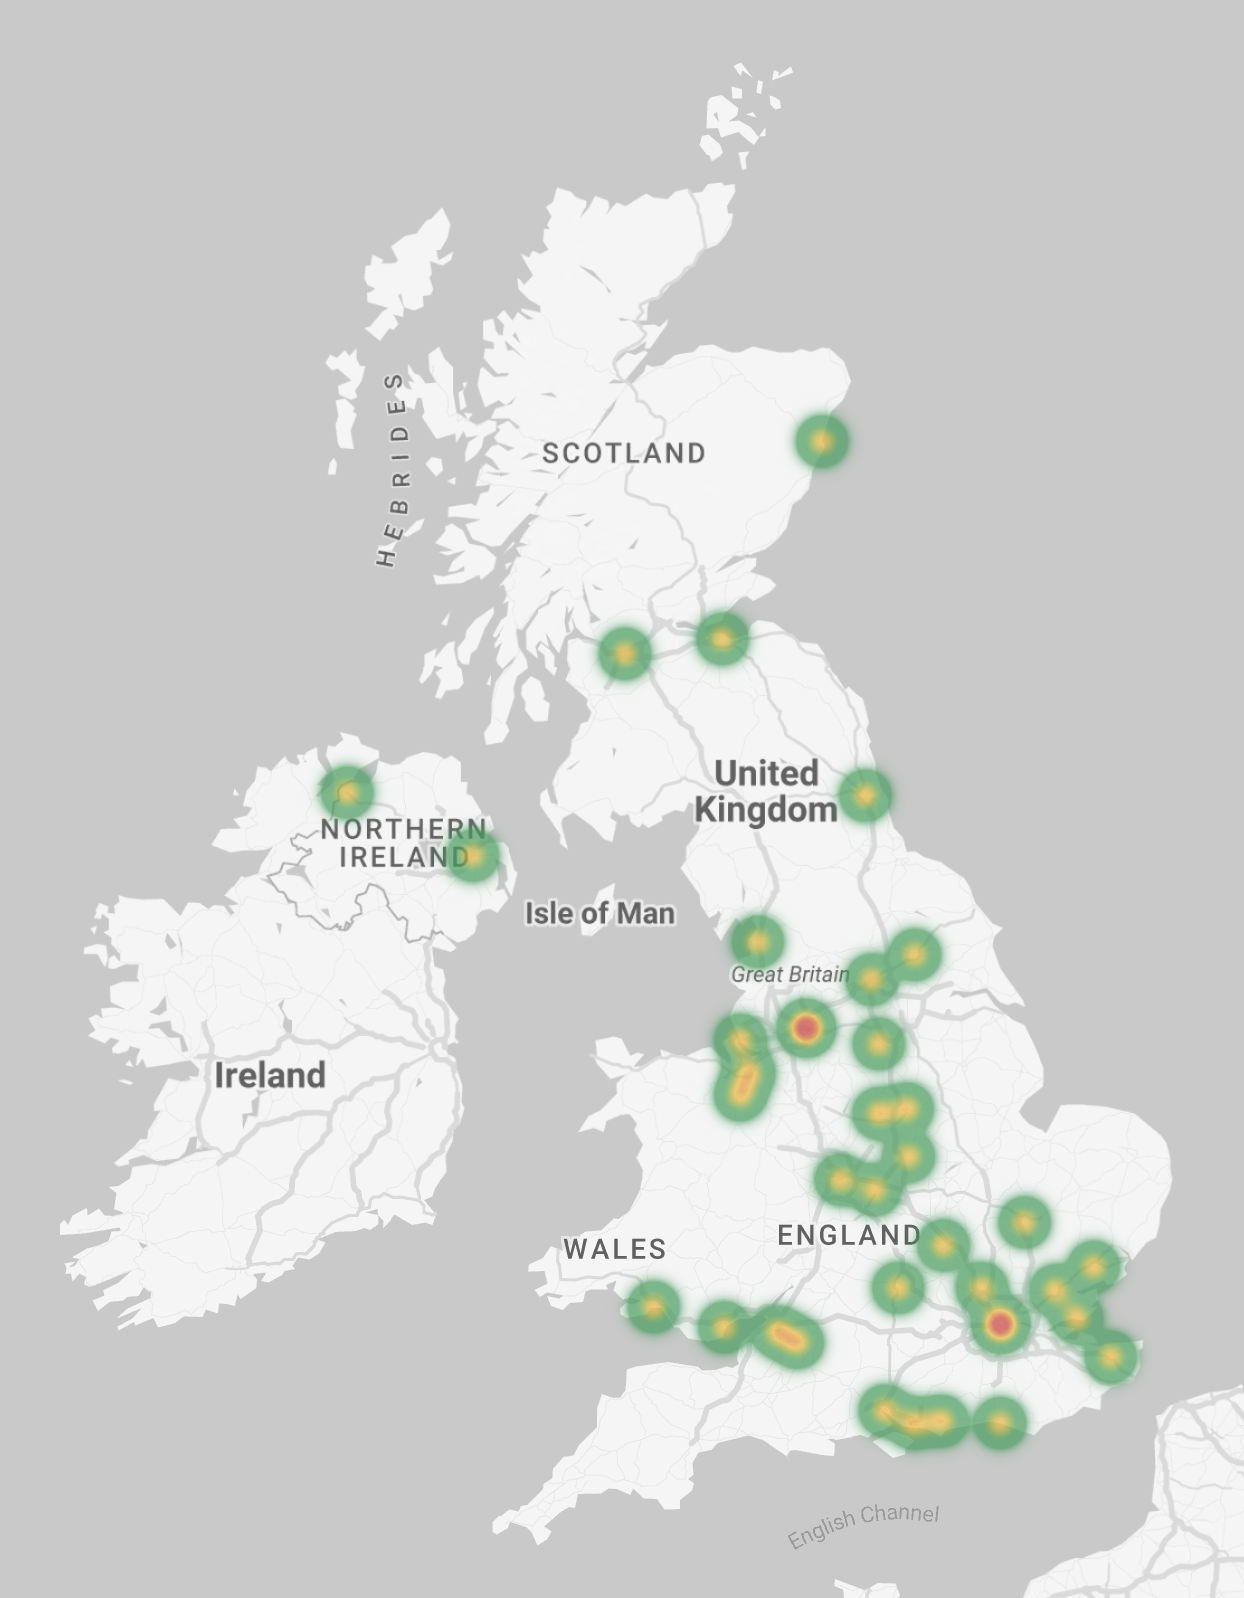 HEBRIDES
SCOTLAND
United
Kingdom
NORTHERN
IRELAND
Isle of Man
Great Britain
Ireland
ENGLAND
WALES
English Channel